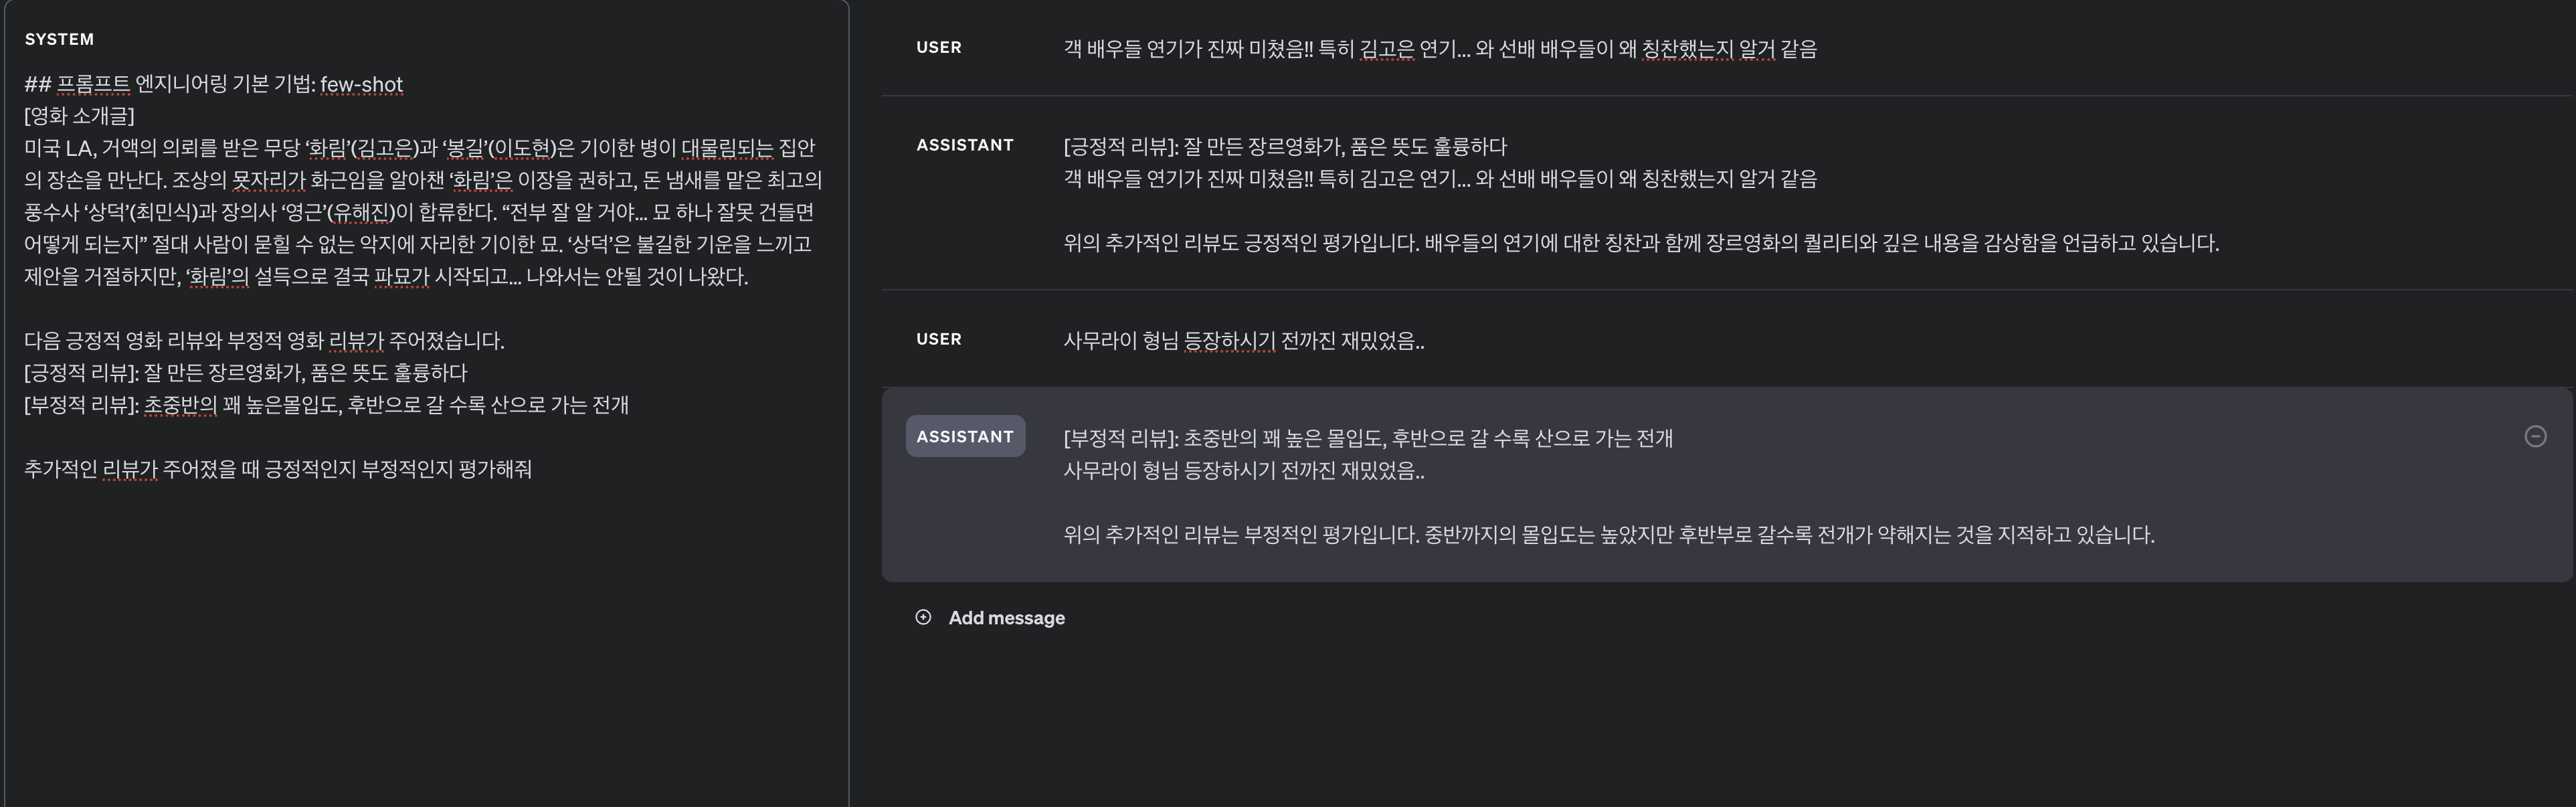 SYSTEM
## 프롬프트 엔지니어링 기본 기법: few-shot
[영화 소개글]
미국 LA, 거액의 의뢰를 받은 무당 ‘화림’(김고은)과 ‘봉길’(이도현)은 기이한 병이 대물림되는 집안
의 장손을 만난다. 조상의 묫자리가 화근임을 알아챈 ‘화림’은 이장을 권하고, 돈 냄새를 맡은 최고의
풍수사 ‘상덕’(최민식)과 장의사 ‘영근’(유해진)이 합류한다. “전부 잘 알 거야... 묘 하나 잘못 건들면
어떻게 되는지” 절대 사람이 묻힐 수 없는 악지에 자리한 기이한 묘. ‘상덕’은 불길한 기운을 느끼고
제안을 거절하지만, ‘화림’의 설득으로 결국 파묘가 시작되고... 나와서는 안될 것이 나왔다.
다음 긍정적 영화 리뷰와 부정적 영화 리뷰가 주어졌습니다.
[긍정적 리뷰]: 잘 만든 장르영화가, 품은 뜻도 훌륭하다
[부정적 리뷰]: 초중반의 꽤 높은몰입도, 후반으로 갈 수록 산으로 가는 전개
추가적인 리뷰가 주어졌을 때 긍정적인지 부정적인지 평가해줘
USER
객 배우들 연기가 진짜 미쳤음!! 특히 김고은 연기... 와 선배 배우들이 왜 칭찬했는지 알거 같음
ASSISTANT
[긍정적 리뷰]: 잘 만든 장르영화가, 품은 뜻도 훌륭하다
객 배우들 연기가 진짜 미쳤음!! 특히 김고은 연기... 와 선배 배우들이 왜 칭찬했는지 알거 같음
위의 추가적인 리뷰도 긍정적인 평가입니다. 배우들의 연기에 대한 칭찬과 함께 장르영화의 퀄리티와 깊은 내용을 감상함을 언급하고 있습니다.
USER
사무라이 형님 등장하시기 전까진 재밌었음..
ASSISTANT
[부정적 리뷰]: 초중반의 꽤 높은 몰입도, 후반으로 갈 수록 산으로 가는 전개
사무라이 형님 등장하시기 전까진 재밌었음..
위의 추가적인 리뷰는 부정적인 평가입니다. 중반까지의 몰입도는 높았지만 후반부로 갈수록 전개가 약해지는 것을 지적하고 있습니다.
Add message